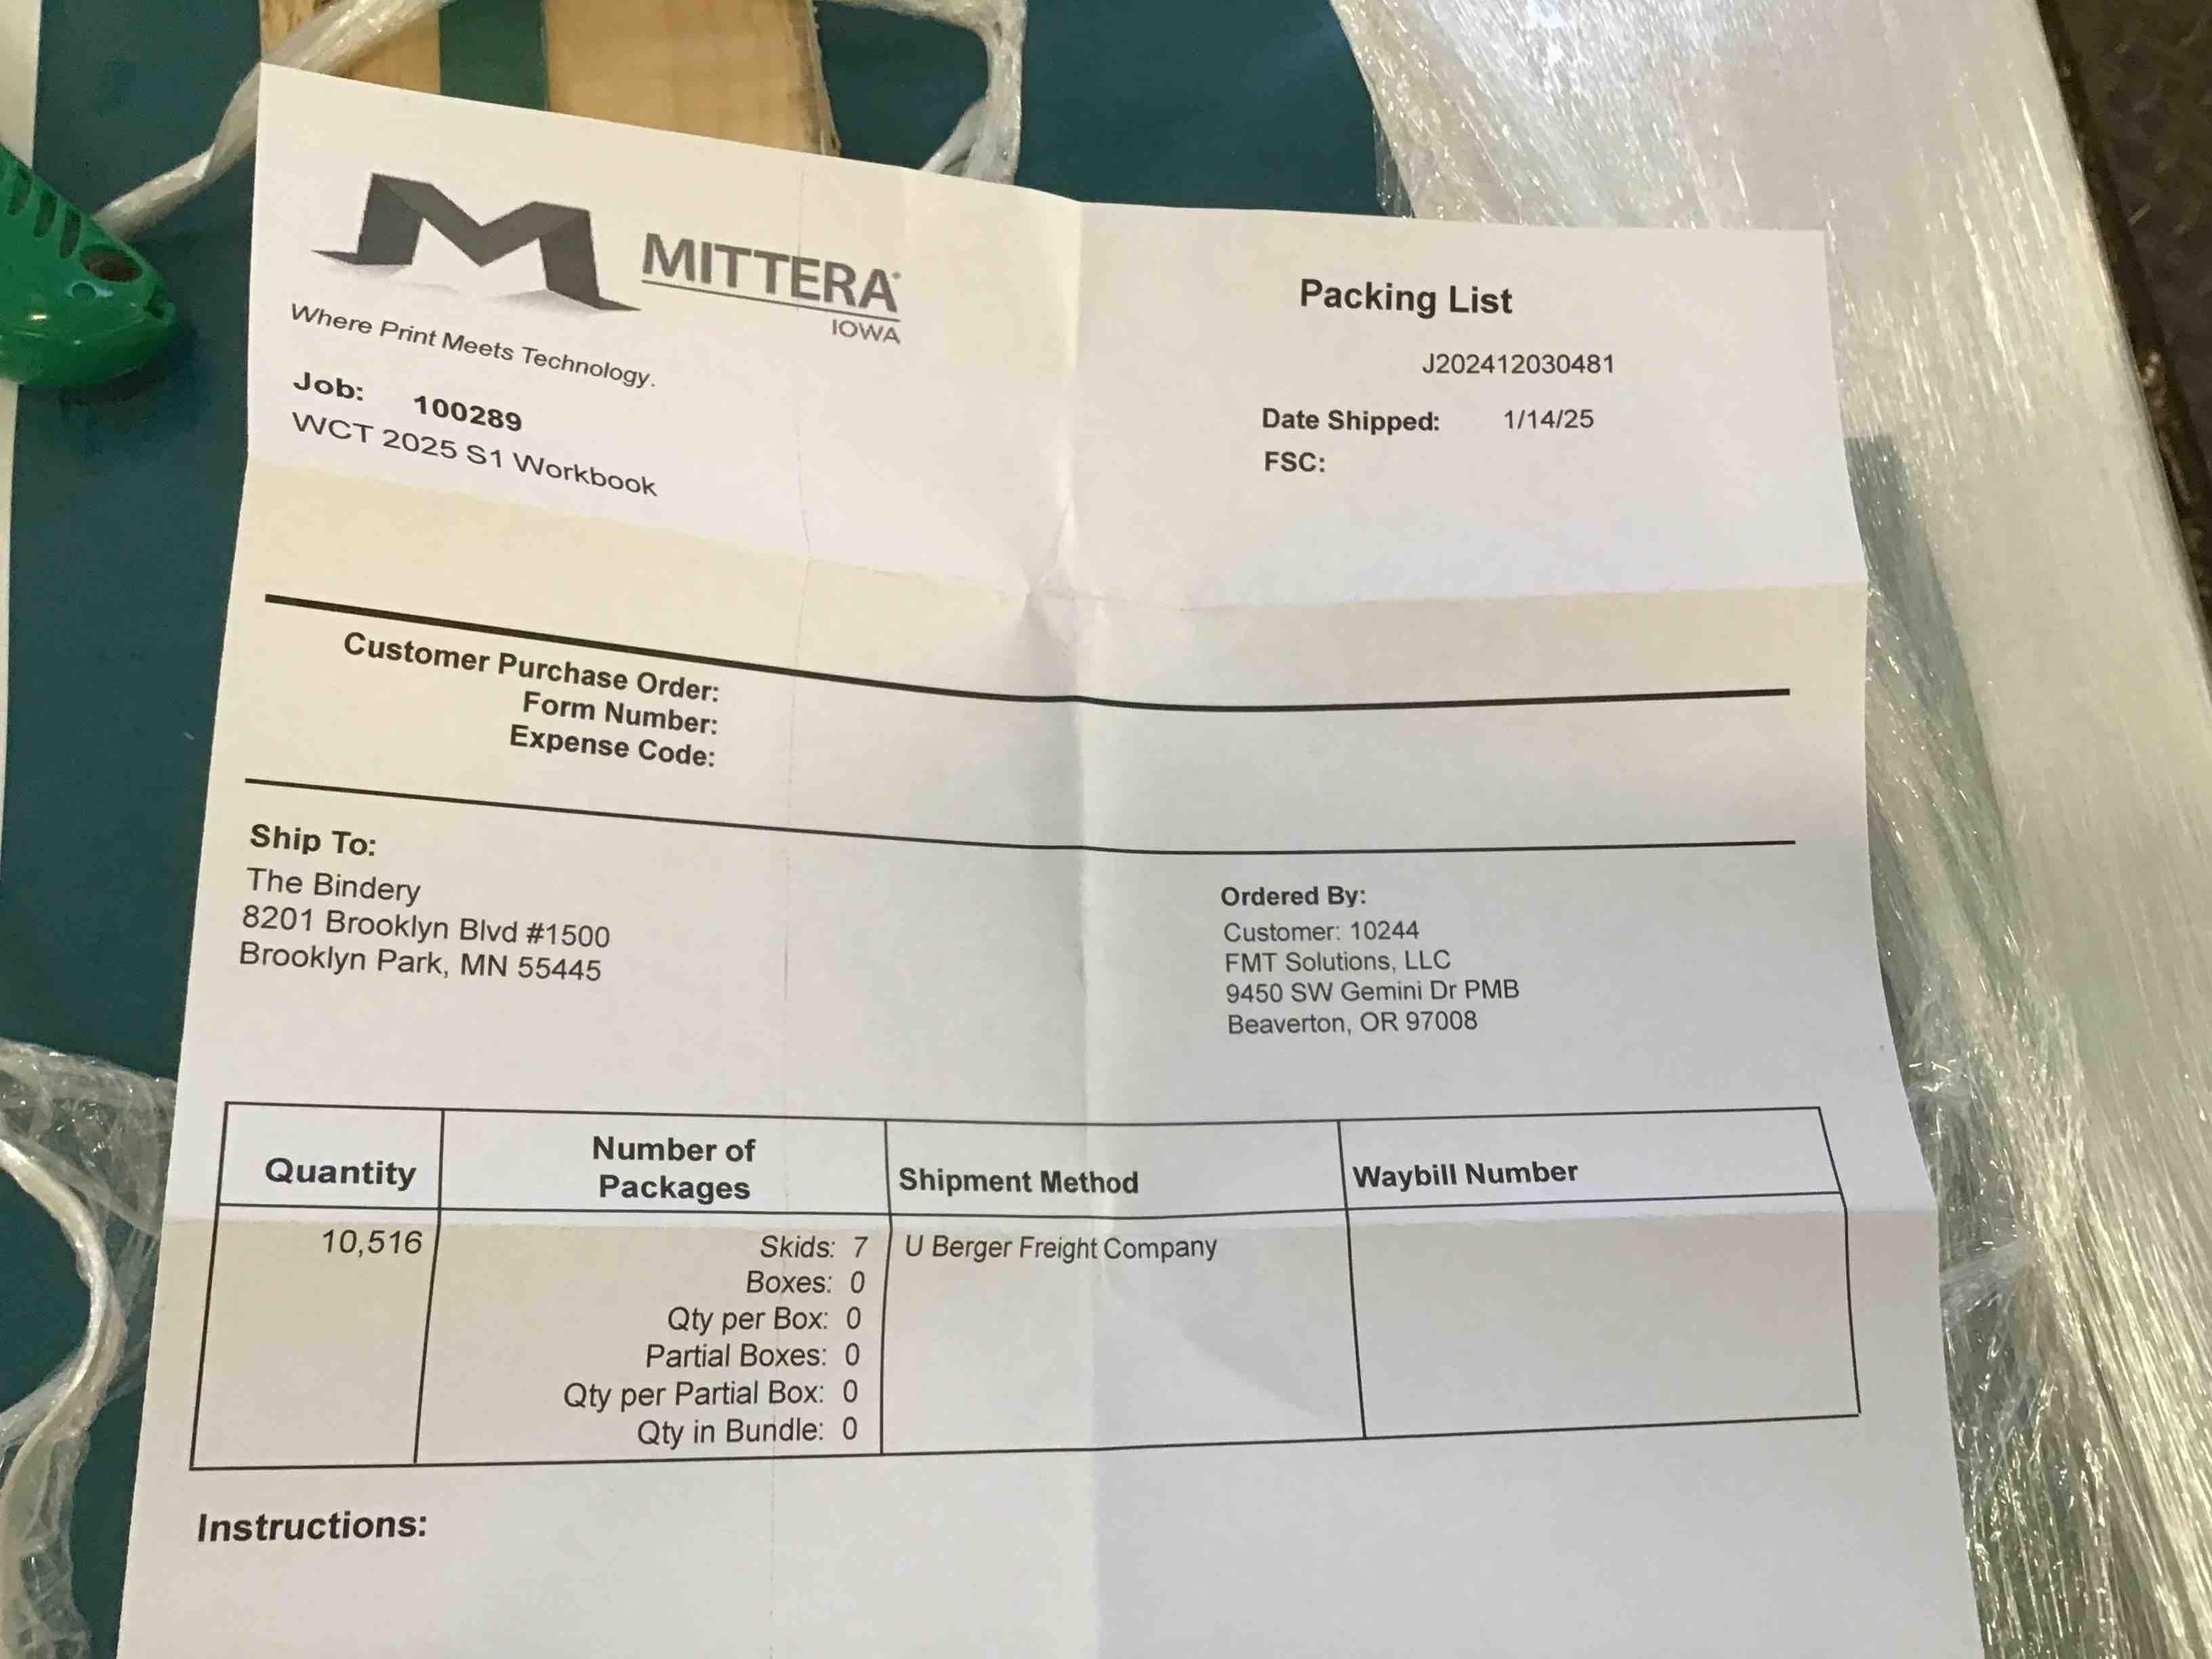 MITTERA
IOWA
Where Print Meets Technology.
Packing List
J202412030481
Job: 100289
WCT 2025 S1 Workbook
Date Shipped: 1/14/25
FSC:
Customer Purchase Order:
Form Number:
Expense Code:
Ship To:
The Bindery
8201 Brooklyn Blvd #1500
Brooklyn Park, MN 55445
Ordered By:
Customer: 10244
FMT Solutions, LLC
9450 SW Gemini Dr PMB
Beaverton, OR 97008
Quantity
Number of
Packages
Shipment Method
Waybill Number
10,516
Skids: 7
Boxes: 0
Qty per Box: 0
Partial Boxes: 0
Qty per Partial Box: 0
Qty in Bundle: 0
U Berger Freight Company
Instructions: